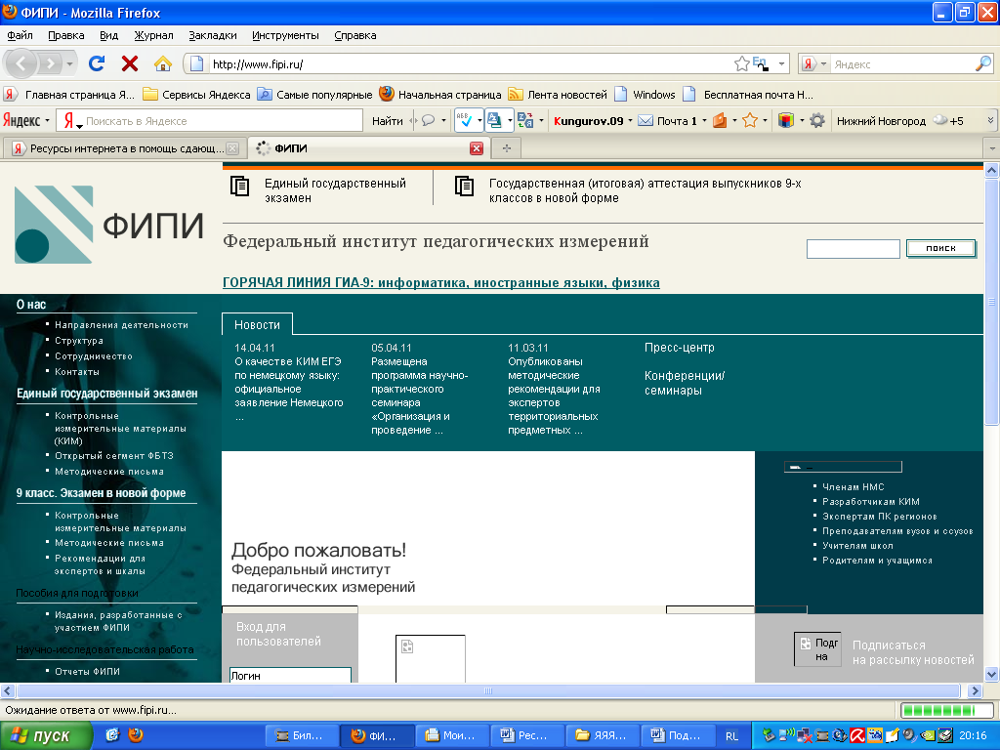 ФИПИ - Mozilla Firefox
Файл Правка Вид Журнал Закладки Инструменты Справка
http://www.fipi.ru/
Яндекс
Главная страница Я... Сервисы Яндекса Самые популярные Начальная страница Лента новостей Windows Бесплатная почта Н...
Яндекс Поискать в Яндексе Найти Kungurov.09 Почта 1 Нижний Новгород +5
Ресурсы интернета в помощь сдающ... ФИПИ
ФИПИ
Единый государственный
экзамен
Государственная (итоговая) аттестация выпускников 9-х
классов в новой форме
Федеральный институт педагогических измерений
поиск
ГОРЯЧАЯ ЛИНИЯ ГИА-9: информатика, иностранные языки, физика
О нас
Направления деятельности
Структура
Сотрудничество
Контакты
Единый государственный экзамен
Контрольные
измерительные материалы
(КИМ)
Открытый сегмент ФБТЗ
Методические письма
9 класс. Экзамен в новой форме
Контрольные
измерительные материалы
Методические письма
Рекомендации для
экспертов и шкалы
Пособия для подготовки
Издания, разработанные с
участием ФИПИ
Научно-исследовательская работа
Отчеты ФИПИ
Новости
14.04.11
О качестве КИМ ЕГЭ
по немецкому языку:
официальное
заявление Немецкого
...
05.04.11
Размещена
программа научно-
практического
семинара
«Организация и
проведение ...
11.03.11
Опубликованы
методические
рекомендации для
экспертов
территориальных
предметных ...
Пресс-центр
Конференции/
семинары
Добро пожаловать!
Федеральный институт
педагогических измерений
Членам НМС
Разработчикам КИМ
Экспертам ПК регионов
Преподавателям вузов и ссузов
Учителям школ
Родителям и учащимся
Вход для
пользователей
Логин
Подг
на
Подписаться
на рассылку новостей
Ожидание ответа от www.fipi.ru...
пуск Бил... ФИ... Мои... Рес... ЯЯЯ... Под... RL 20:16